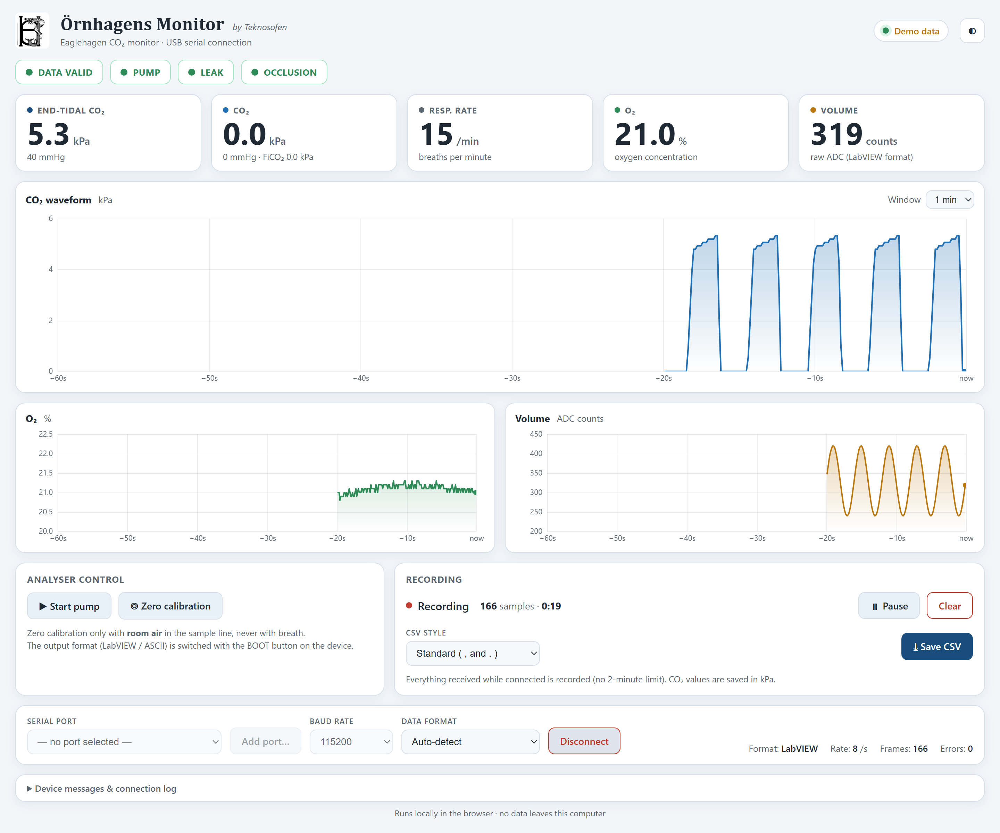 Örnhagens Monitor by Teknosofen
Eaglehagen CO₂ monitor · USB serial connection
Demo data
DATA VALID
PUMP
LEAK
OCCLUSION
END-TIDAL CO₂
5.3 kPa
40 mmHg
CO₂
0.0 kPa
0 mmHg · FiCO₂ 0.0 kPa
RESP. RATE
15 /min
breaths per minute
O₂
21.0 %
oxygen concentration
VOLUME
319 counts
raw ADC (LabVIEW format)
CO₂ waveform kPa
Window 1 min
6
4
2
0
−60s −50s −40s −30s −20s −10s now
O₂ %
22.5
22.0
21.5
21.0
20.5
20.0
−60s −50s −40s −30s −20s −10s now
Volume ADC counts
450
400
350
300
250
200
−60s −50s −40s −30s −20s −10s now
ANALYSER CONTROL
▶ Start pump
◎ Zero calibration
Zero calibration only with room air in the sample line, never with breath.
The output format (LabVIEW / ASCII) is switched with the BOOT button on the device.
RECORDING
Recording 166 samples · 0:19
⏸ Pause
Clear
CSV STYLE
Standard ( , and . )
⤓ Save CSV
Everything received while connected is recorded (no 2-minute limit). CO₂ values are saved in kPa.
SERIAL PORT
— no port selected —
Add port…
BAUD RATE
115200
DATA FORMAT
Auto-detect
Disconnect
Format: LabVIEW Rate: 8 /s Frames: 166 Errors: 0
▶ Device messages & connection log
Runs locally in the browser · no data leaves this computer